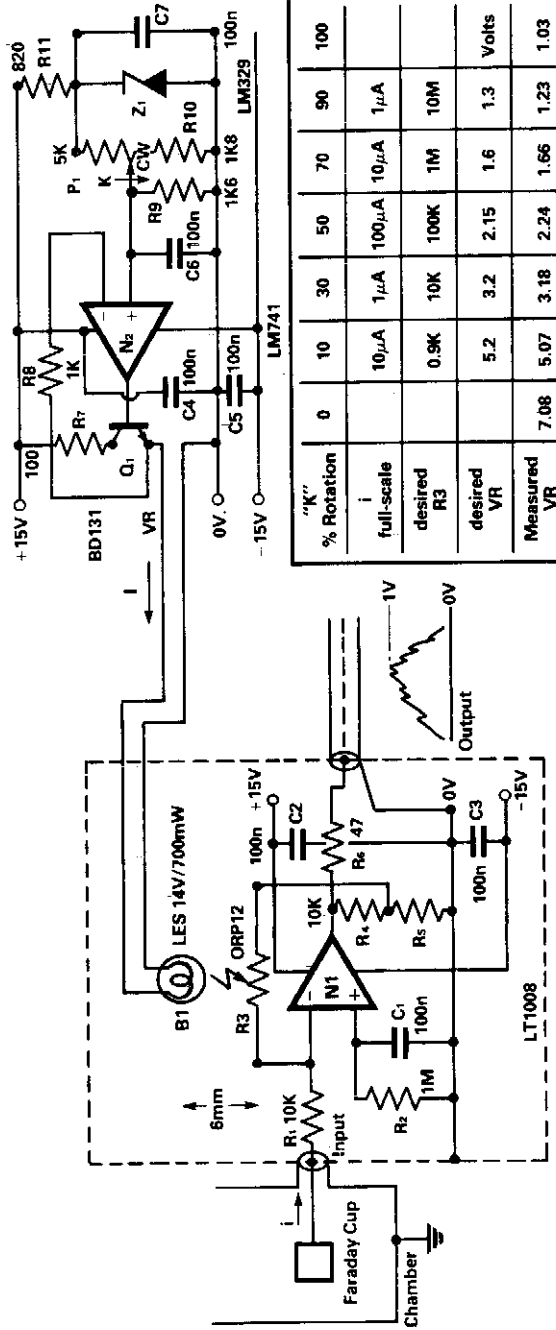 +15V
100
R7
R8
1K
820
R11
BD131
Q1
N2
−
+
P1
5K
K
CW
R9
1K6
R10
1K8
Z1
LM329
C7
100n
C6
100n
C4
100n
C5
100n
LM741
VR
I
0V.
−15V
B1
LES 14V/700mW
6mm
R3
ORP12
i
R1 10K
Input
Faraday Cup
Chamber
−
N1
+
R2
1M
C1
100n
10K
R4
R5
100n
+15V
C2
R6
47
0V
C3
100n
−15V
LT1008
1V
0V
Output
"K" % Rotation 0 10 30 50 70 90 100
i full-scale 10µA 1µA 100µA 10µA 1µA
desired R3 0.9K 10K 100K 1M 10M
desired VR 5.2 3.2 2.15 1.6 1.3 Volts
Measured VR 7.08 5.07 3.18 2.24 1.66 1.23 1.03